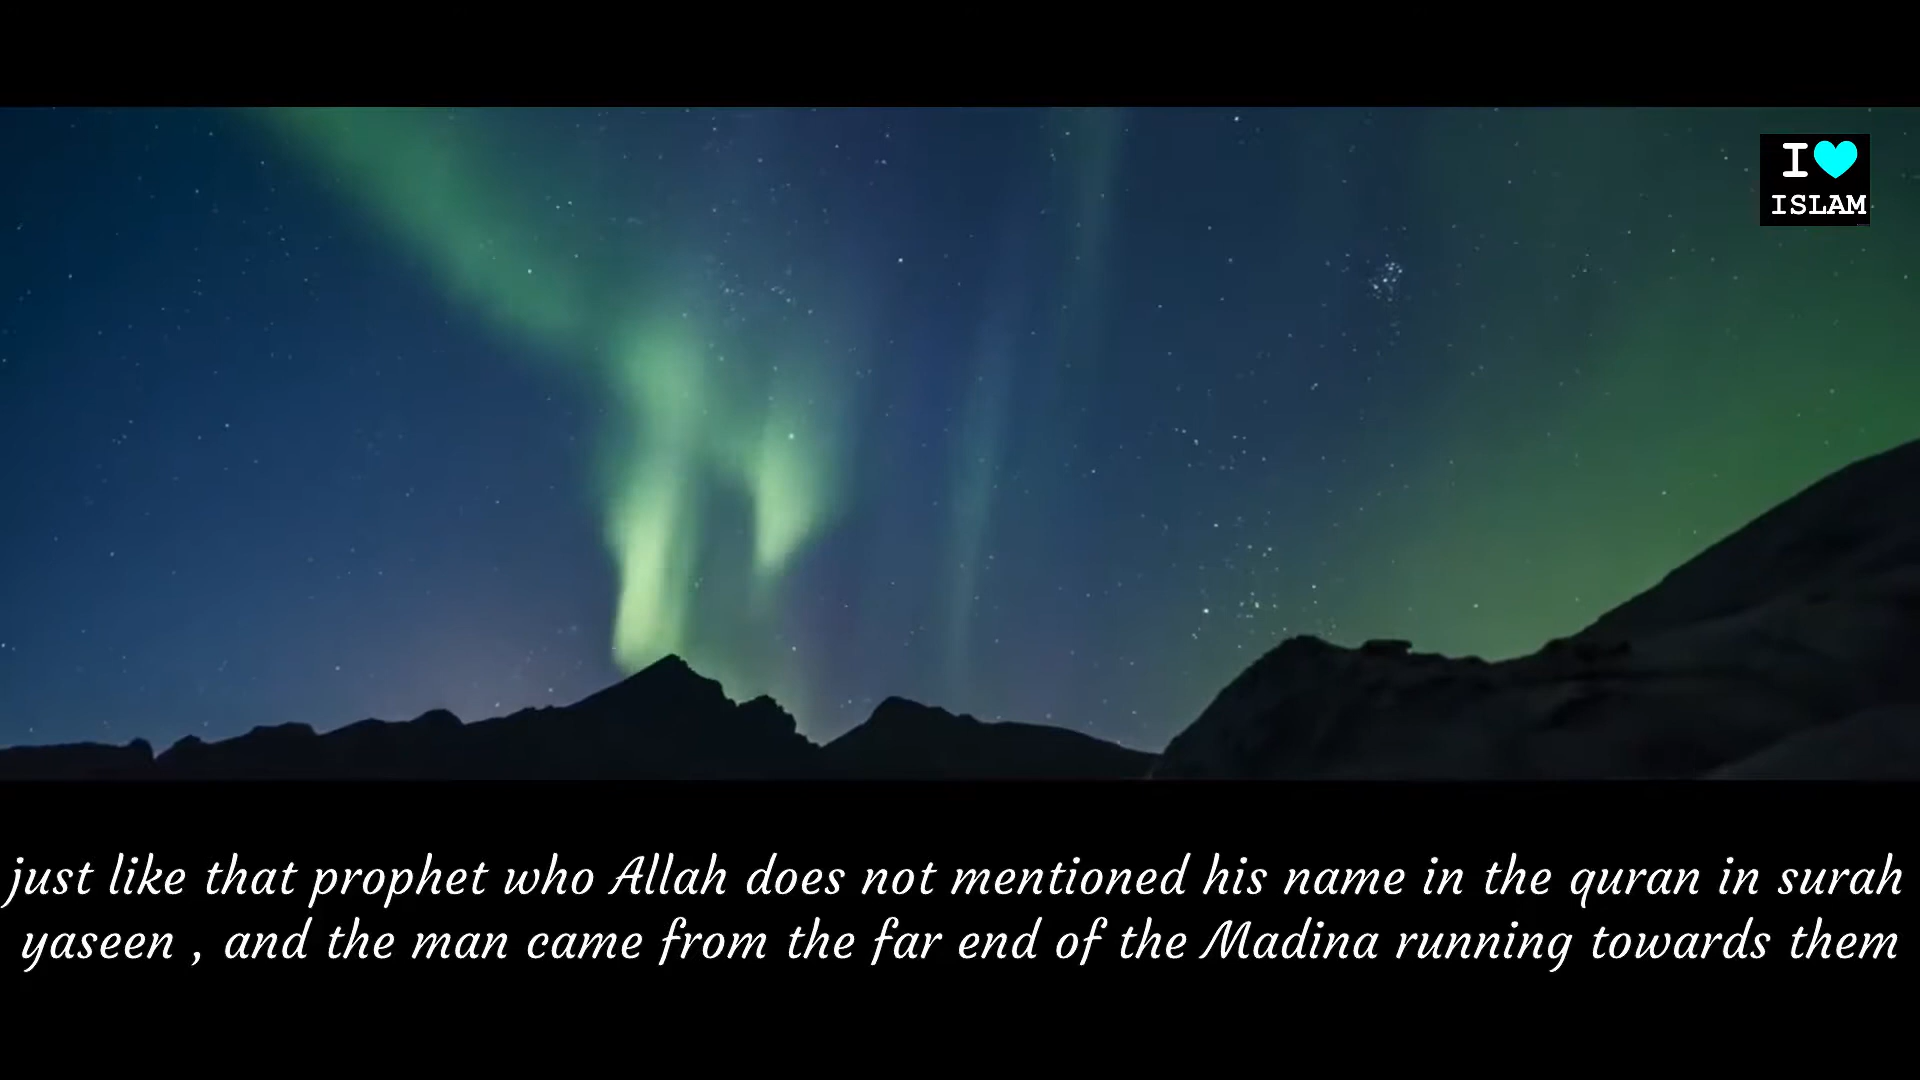 I
ISLAM
just like that prophet who Allah does not mentioned his name in the quran in surah
yaseen , and the man came from the far end of the Madina running towards them